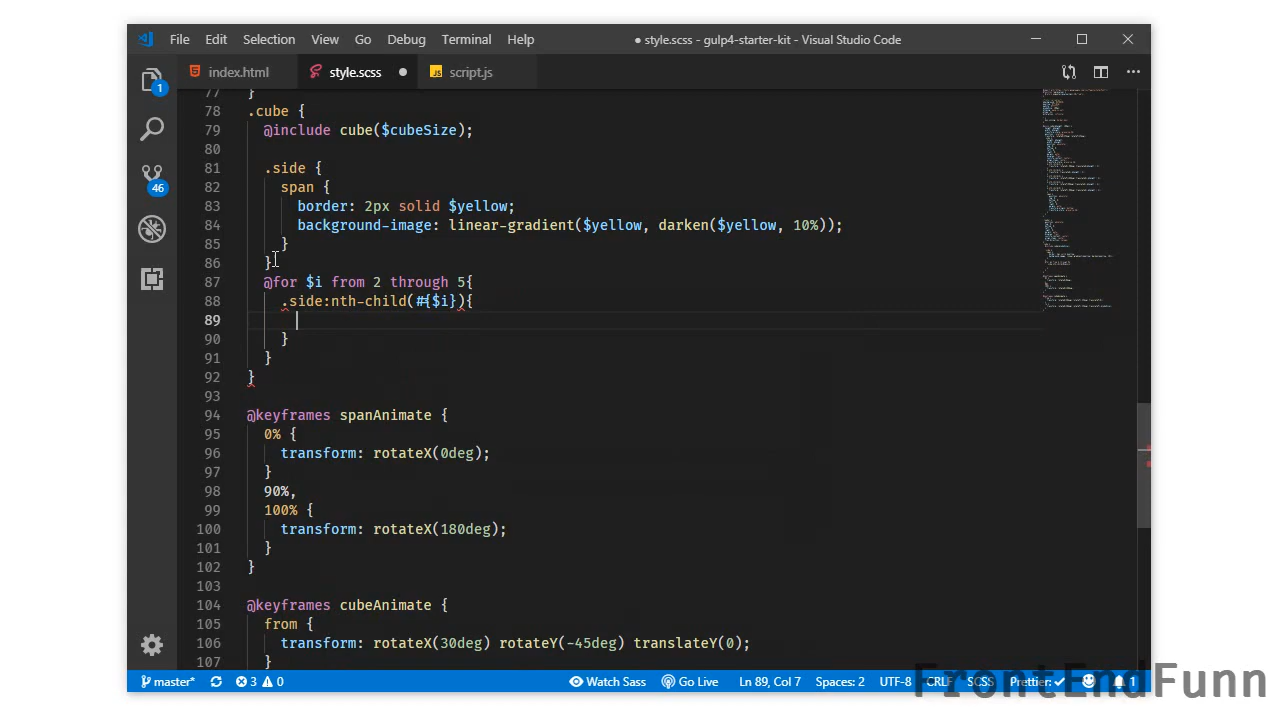 File Edit Selection View Go Debug Terminal Help ● style.scss - gulp4-starter-kit - Visual Studio Code
index.html style.scss ● JS script.js
1
46
77 }
78 .cube {
79 @include cube($cubeSize);
80
81 .side {
82 span {
83 border: 2px solid $yellow;
84 background-image: linear-gradient($yellow, darken($yellow, 10%));
85 }
86 }
87 @for $i from 2 through 5{
88 .side:nth-child(#{$i}){
89
90 }
91 }
92 }
93
94 @keyframes spanAnimate {
95 0% {
96 transform: rotateX(0deg);
97 }
98 90%,
99 100% {
100 transform: rotateX(180deg);
101 }
102 }
103
104 @keyframes cubeAnimate {
105 from {
106 transform: rotateX(30deg) rotateY(-45deg) translateY(0);
107 }
master* 3 0 Watch Sass Go Live Ln 89, Col 7 Spaces: 2 UTF-8 CRLF SCSS Prettier: ✓ 1
FrontEndFunn